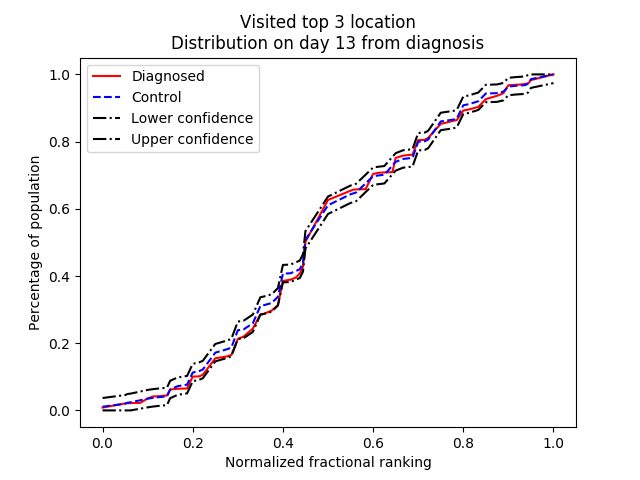 Visited top 3 location
Distribution on day 13 from diagnosis
Diagnosed
Control
Lower confidence
Upper confidence
Percentage of population
1.0
0.8
0.6
0.4
0.2
0.0
0.0 0.2 0.4 0.6 0.8 1.0
Normalized fractional ranking